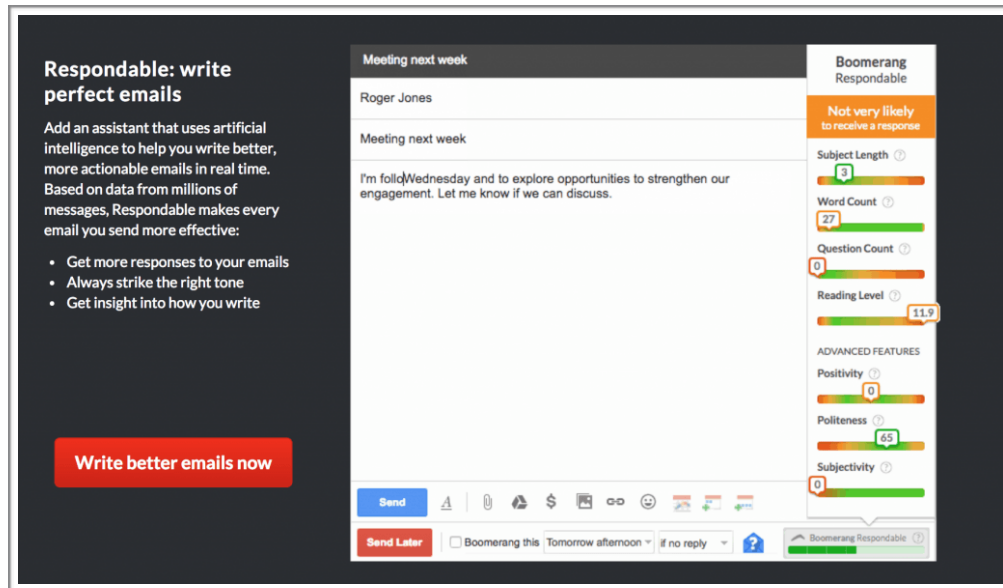 Respondable: write
perfect emails
Add an assistant that uses artificial
intelligence to help you write better,
more actionable emails in real time.
Based on data from millions of
messages, Respondable makes every
email you send more effective:
• Get more responses to your emails
• Always strike the right tone
• Get insight into how you write
Write better emails now
Meeting next week
Roger Jones
Meeting next week
I'm folloWednesday and to explore opportunities to strengthen our
engagement. Let me know if we can discuss.
Send
A
$
Send Later
Boomerang this
Tomorrow afternoon
if no reply
?
Boomerang
Respondable
Not very likely
to receive a response
Subject Length ?
3
Word Count ?
27
Question Count ?
0
Reading Level ?
11.9
ADVANCED FEATURES
Positivity ?
0
Politeness ?
65
Subjectivity ?
0
Boomerang Respondable ?